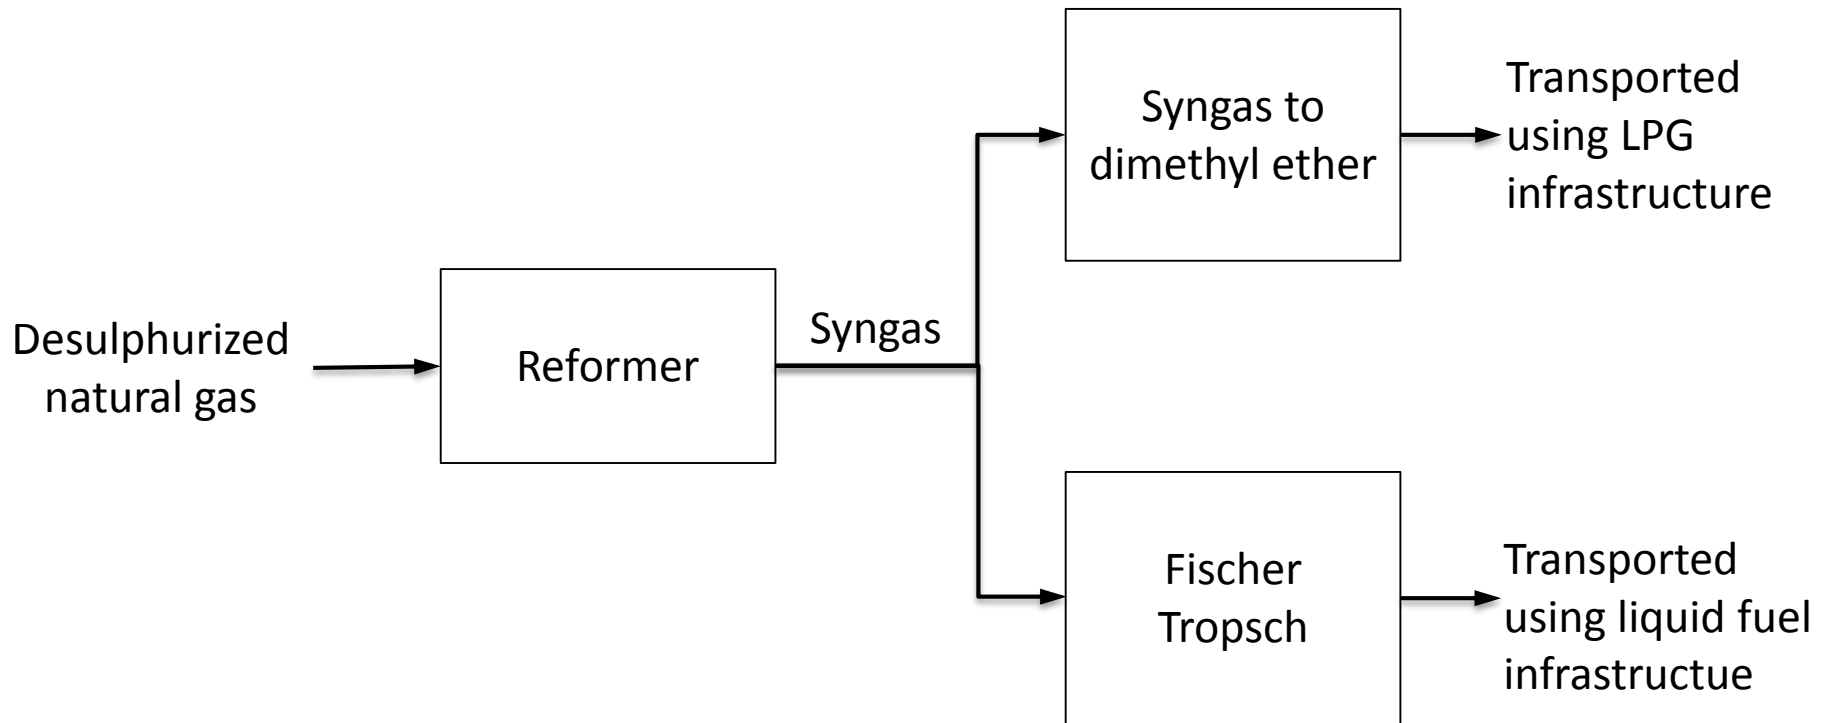 Desulphurized
natural gas
Reformer
Syngas
Syngas to
dimethyl ether
Transported
using LPG
infrastructure
Fischer
Tropsch
Transported
using liquid fuel
infrastructue